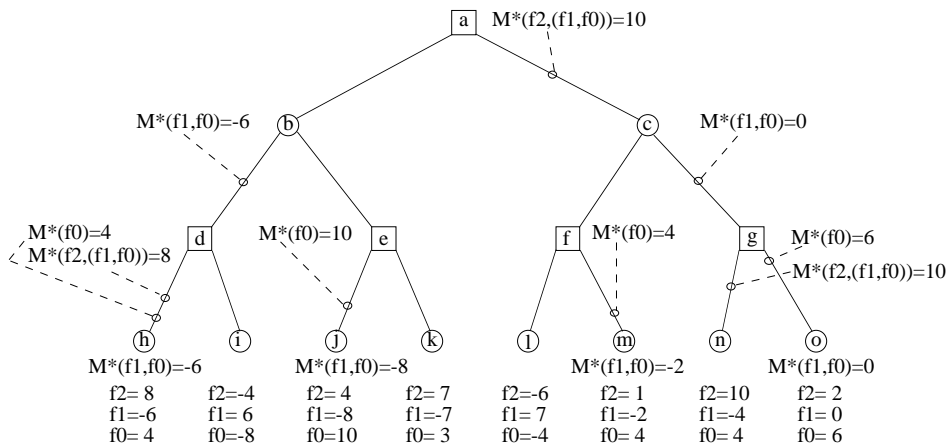 a
M*(f2,(f1,f0))=10
M*(f1,f0)=-6
b
c
M*(f1,f0)=0
M*(f0)=4
M*(f2,(f1,f0))=8
d
M*(f0)=10
e
f
M*(f0)=4
g
M*(f0)=6
M*(f2,(f1,f0))=10
h
i
j
k
l
m
n
o
M*(f1,f0)=-6
M*(f1,f0)=-8
M*(f1,f0)=-2
M*(f1,f0)=0
f2= 8 f2=-4 f2= 4 f2= 7 f2=-6 f2= 1 f2=10 f2= 2
f1=-6 f1= 6 f1=-8 f1=-7 f1= 7 f1=-2 f1=-4 f1= 0
f0= 4 f0=-8 f0=10 f0= 3 f0=-4 f0= 4 f0= 4 f0= 6